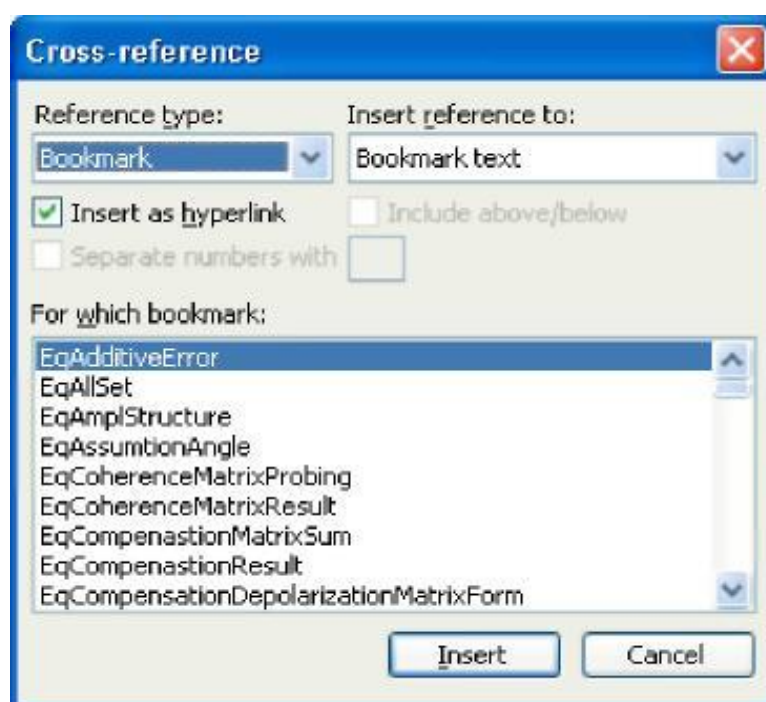 Cross-reference
Reference type: Insert reference to:
Bookmark Bookmark text
Insert as hyperlink Include above/below
Separate numbers with
For which bookmark:
EqAdditiveError
EqAllSet
EqAmplStructure
EqAssumtionAngle
EqCoherenceMatrixProbing
EqCoherenceMatrixResult
EqCompenastionMatrixSum
EqCompenastionResult
EqCompensationDepolarizationMatrixForm
Insert Cancel